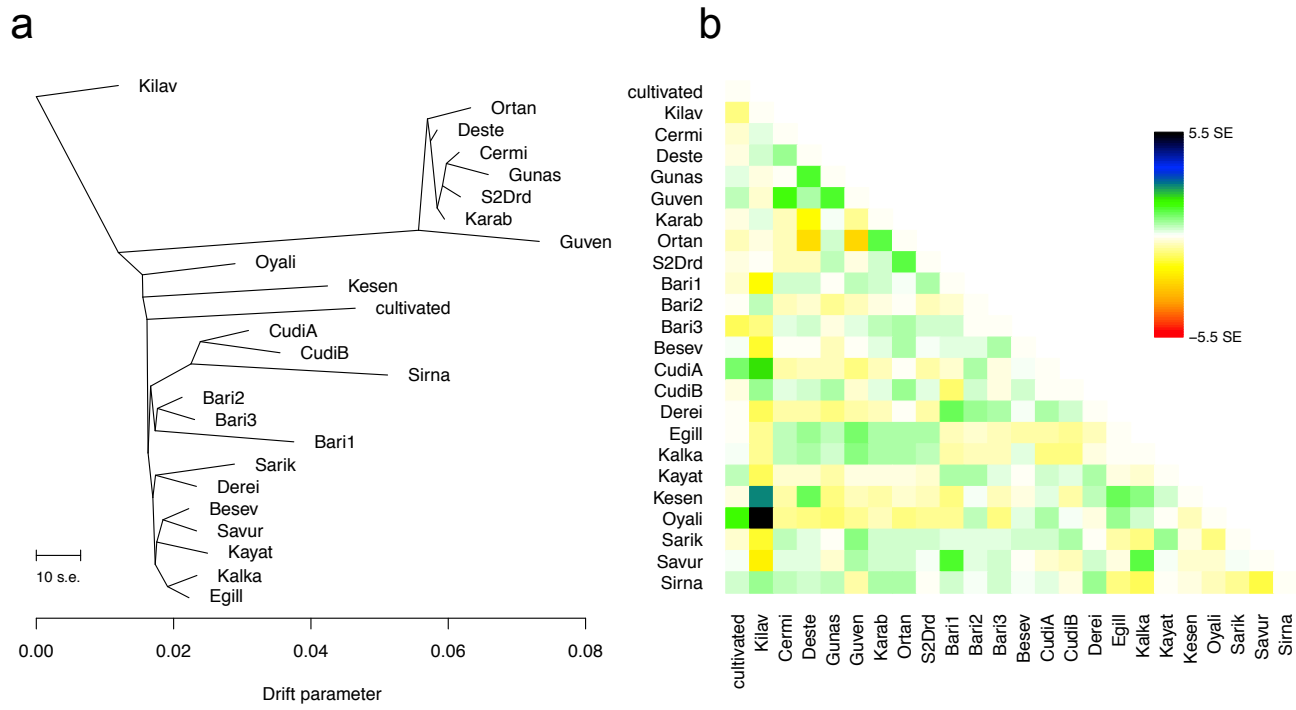 a
Kilav
Ortan
Deste
Cermi
Gunas
S2Drd
Karab
Guven
Oyali
Kesen
cultivated
CudiA
CudiB
Sirna
Bari2
Bari3
Bari1
Sarik
Derei
Besev
Savur
Kayat
Kalka
Egill
10 s.e.
0.00 0.02 0.04 0.06 0.08
Drift parameter
b
cultivated
Kilav
Cermi
Deste
Gunas
Guven
Karab
Ortan
S2Drd
Bari1
Bari2
Bari3
Besev
CudiA
CudiB
Derei
Egill
Kalka
Kayat
Kesen
Oyali
Sarik
Savur
Sirna
5.5 SE
−5.5 SE
cultivated
Kilav
Cermi
Deste
Gunas
Guven
Karab
Ortan
S2Drd
Bari1
Bari2
Bari3
Besev
CudiA
CudiB
Derei
Egill
Kalka
Kayat
Kesen
Oyali
Sarik
Savur
Sirna